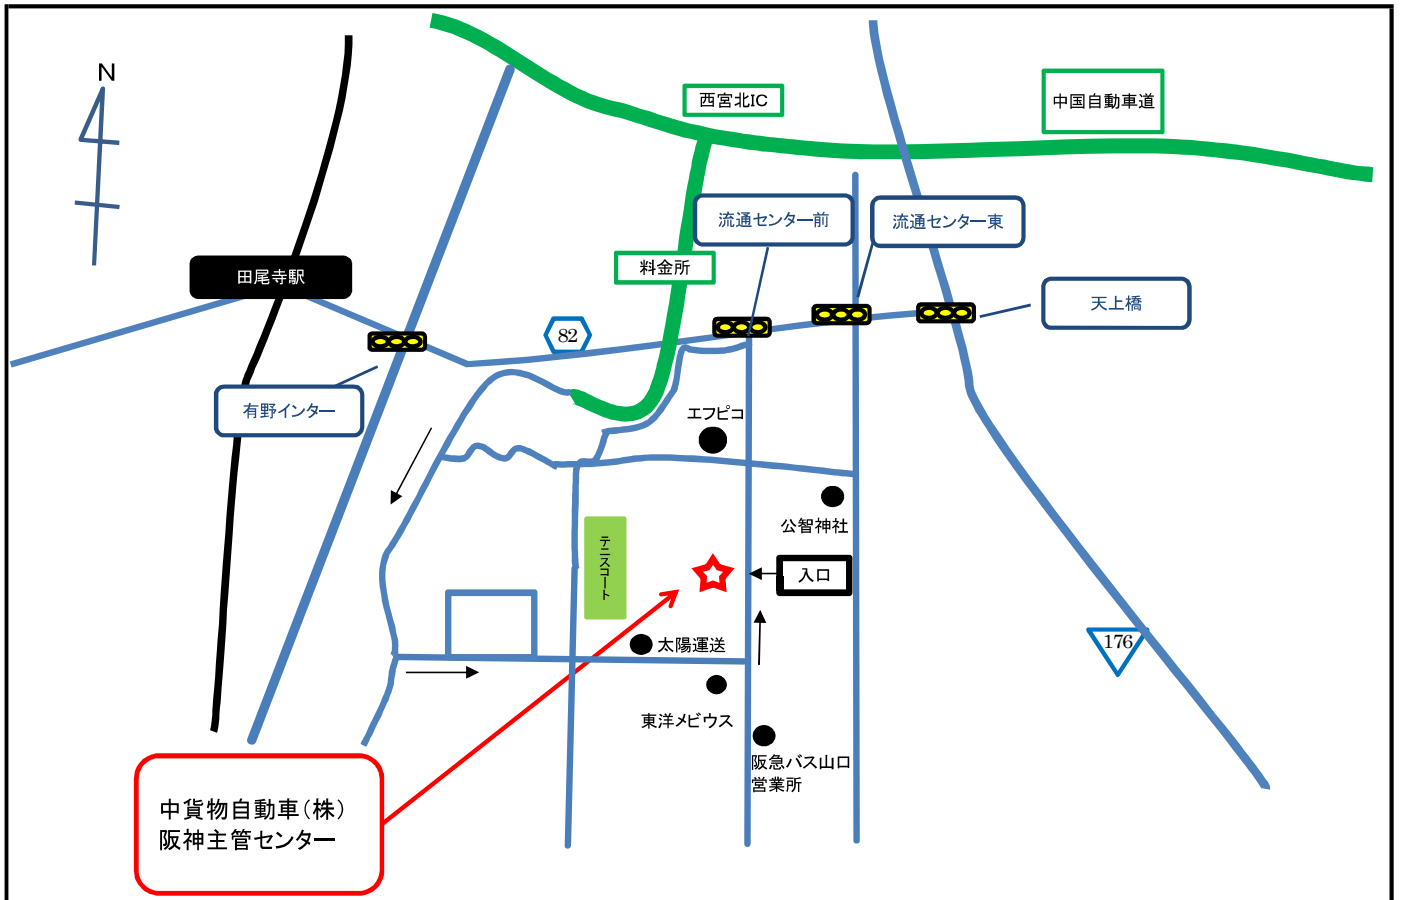 N
西宮北IC
中国自動車道
流通センター前
流通センター東
料金所
田尾寺駅
天上橋
82
有野インター
エフピコ
公智神社
テニスコート
入口
太陽運送
176
東洋メビウス
阪急バス山口
営業所
中貨物自動車(株)
阪神主管センター